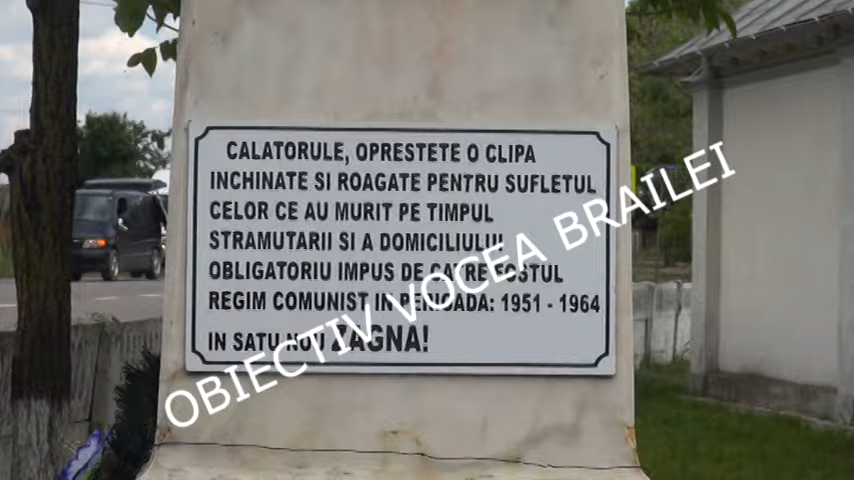 CALATORULE, OPRESTETE O CLIPA
INCHINATE SI ROAGATE PENTRU SUFLETUL
CELOR CE AU MURIT PE TIMPUL
STRAMUTARII SI A DOMICILIULUI
OBLIGATORIU IMPUS DE CATRE FOSTUL
REGIM COMUNIST IN PERIOADA: 1951 - 1964
IN SATU NOU ZAGNA!
OBIECTIV VOCEA BRAILEI